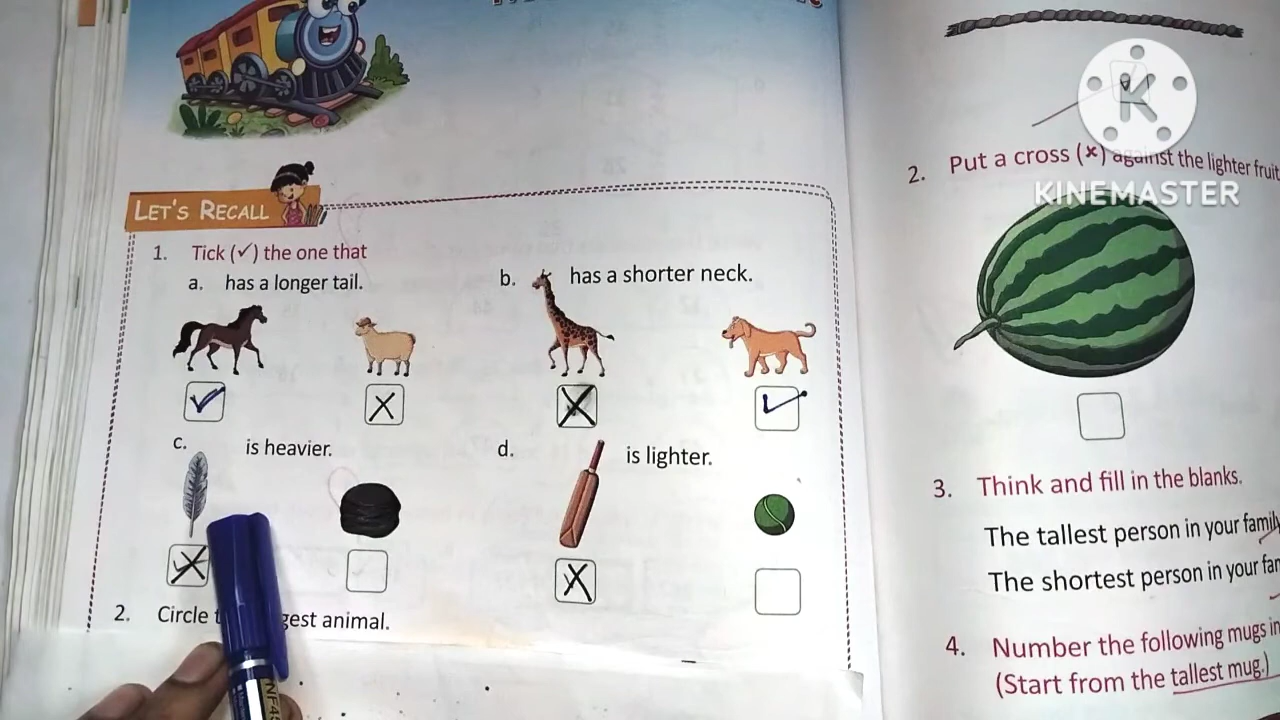 LET'S RECALL
1. Tick (✓) the one that
a. has a longer tail.
b. has a shorter neck.
c. is heavier.
d. is lighter.
2. Circle gest animal.
2. Put a cross (×) against the lighter fruit
KINEMASTER
3. Think and fill in the blanks.
The tallest person in your family
The shortest person in your fam
4. Number the following mugs in
(Start from the tallest mug.)